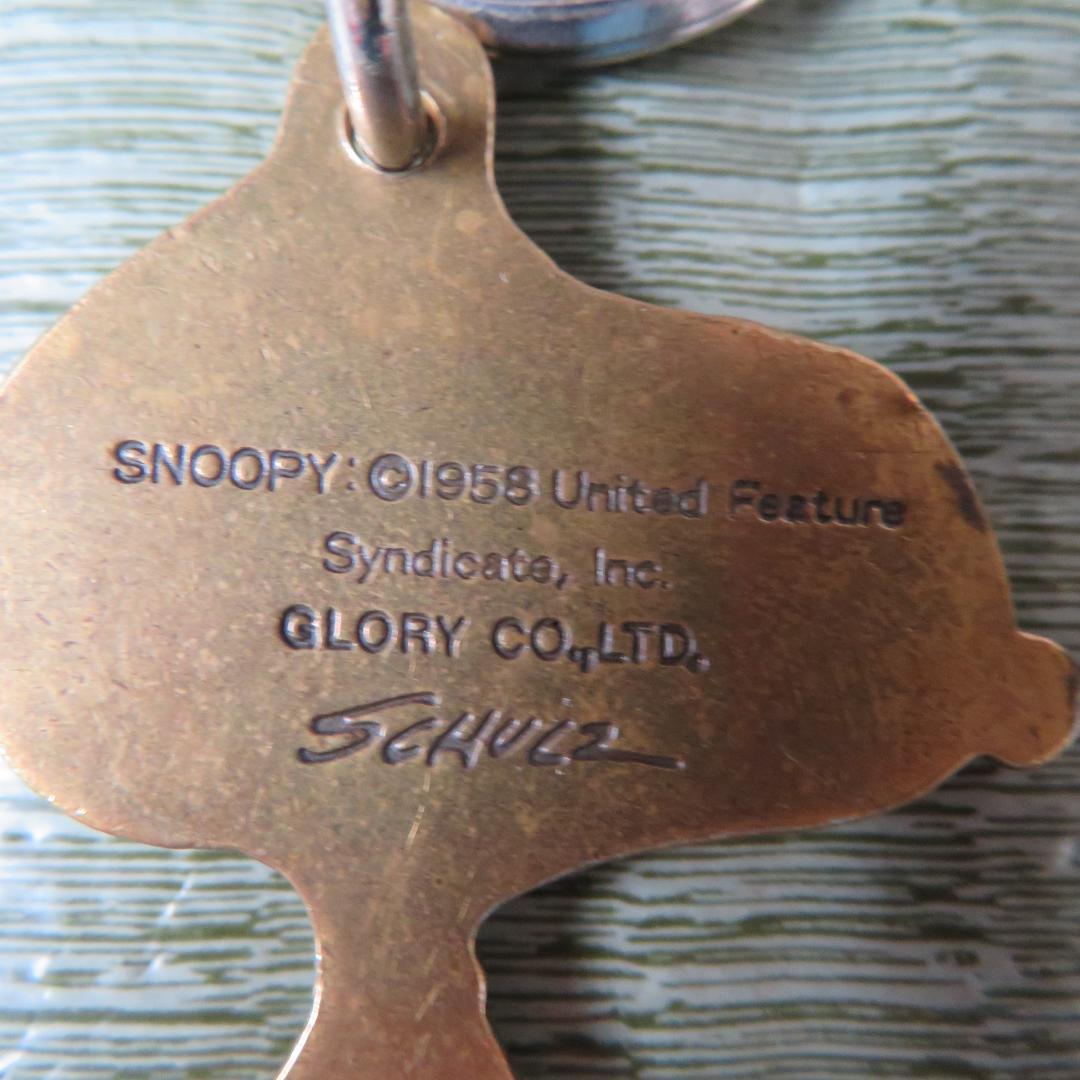 SNOOPY: ©1958 United Feature
Syndicate, Inc.
GLORY CO.,LTD.
SCHULZ